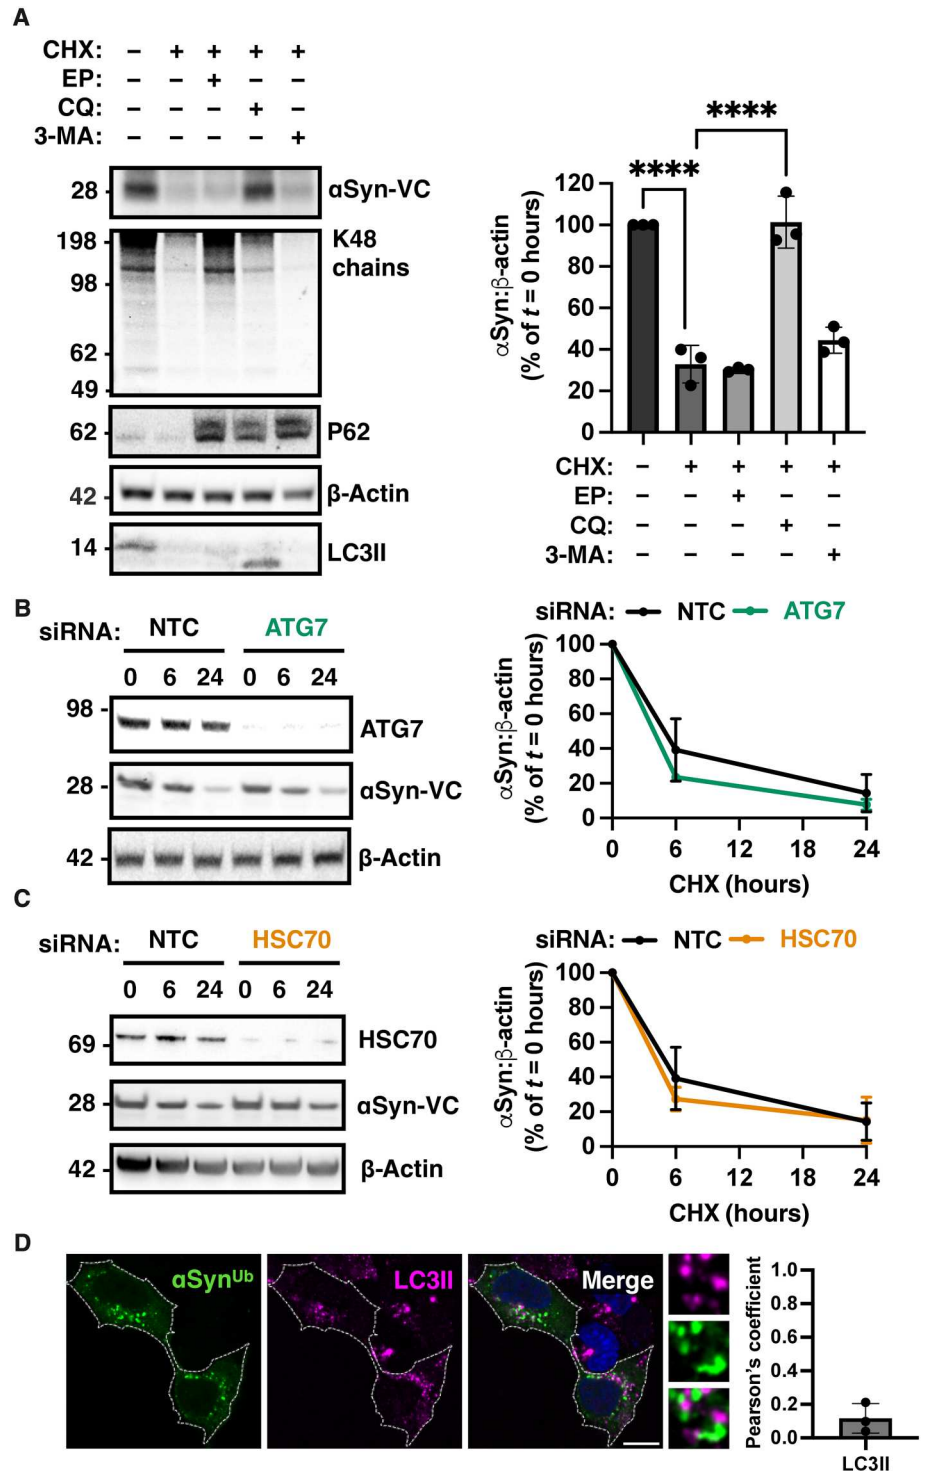 A
CHX: – + + + +
EP: – – + – –
CQ: – – – + –
3-MA: – – – – +
28 αSyn-VC
198 K48
chains
98
62
49
62 P62
42 β-Actin
14 LC3II
αSyn:β-actin
(% of t = 0 hours)
120
100
80
60
40
20
0
****
****
CHX: – + + + +
EP: – – + – –
CQ: – – – + –
3-MA: – – – – +
B
siRNA: NTC ATG7
0 6 24 0 6 24
98 ATG7
28 αSyn-VC
42 β-Actin
siRNA: NTC ATG7
αSyn:β-actin
(% of t = 0 hours)
100
80
60
40
20
0
0 6 12 18 24
CHX (hours)
C
siRNA: NTC HSC70
0 6 24 0 6 24
69 HSC70
28 αSyn-VC
42 β-Actin
siRNA: NTC HSC70
αSyn:β-actin
(% of t = 0 hours)
100
80
60
40
20
0
0 6 12 18 24
CHX (hours)
D
αSynUb
LC3II
Merge
Pearson's coefficient
1.0
0.8
0.6
0.4
0.2
0.0
LC3II